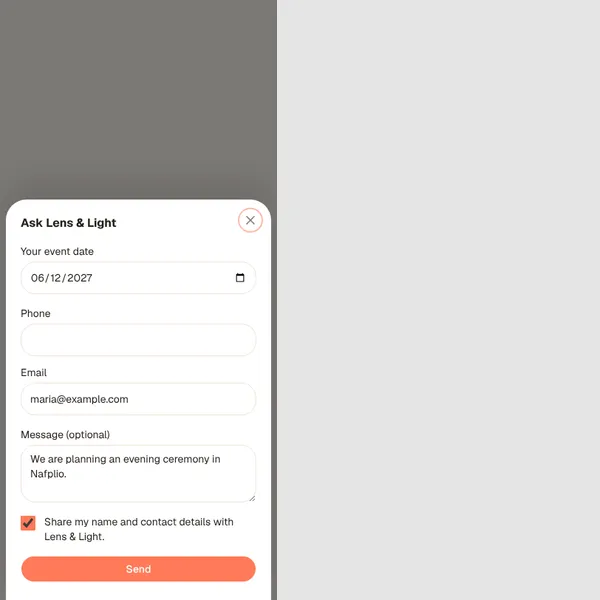 Ask Lens & Light
Your event date
06/12/2027
Phone
Email
maria@example.com
Message (optional)
We are planning an evening ceremony in
Nafplio.
Share my name and contact details with
Lens & Light.
Send